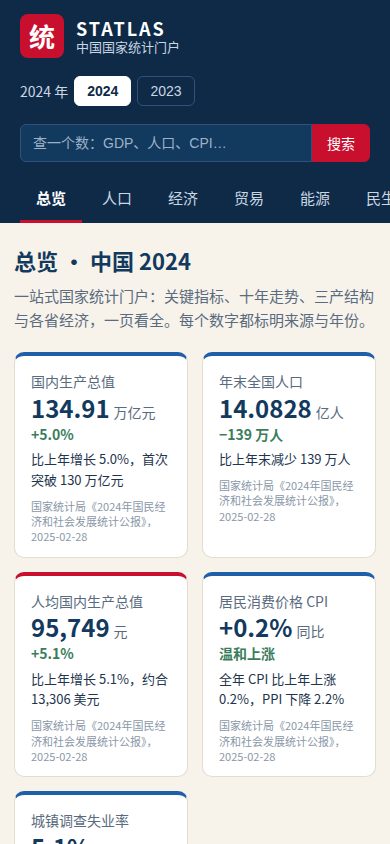 统
STATLAS
中国国家统计门户
2024 年 2024 2023
查一个数：GDP、人口、CPI… 搜索
总览 人口 经济 贸易 能源
总览 · 中国 2024
一站式国家统计门户：关键指标、十年走势、三产结构
与各省经济，一页看全。每个数字都标明来源与年份。
国内生产总值
134.91 万亿元
+5.0%
比上年增长 5.0%，首次
突破 130 万亿元
国家统计局《2024年国民经
济和社会发展统计公报》，
2025-02-28
年末全国人口
14.0828 亿人
−139 万人
比上年末减少 139 万人
国家统计局《2024年国民经
济和社会发展统计公报》，
2025-02-28
人均国内生产总值
95,749 元
+5.1%
比上年增长 5.1%，约合
13,306 美元
国家统计局《2024年国民经
济和社会发展统计公报》，
2025-02-28
居民消费价格 CPI
+0.2% 同比
温和上涨
全年 CPI 比上年上涨
0.2%，PPI 下降 2.2%
国家统计局《2024年国民经
济和社会发展统计公报》，
2025-02-28
城镇调查失业率